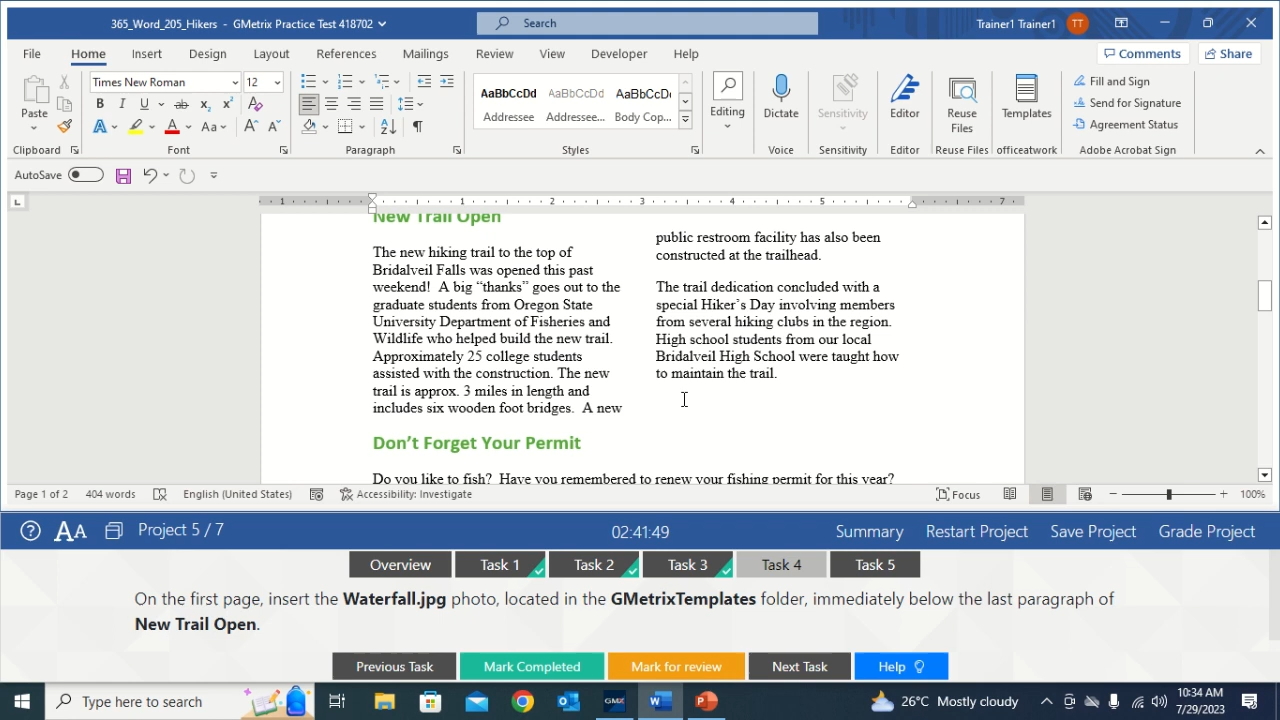 365_Word_205_Hikers - GMetrix Practice Test 418702
Search
Trainer1 Trainer1
TT
File Home Insert Design Layout References Mailings Review View Developer Help
Comments Share
Paste
Times New Roman 12
AaBbCcDd AaBbCcDd AaBbCcDı
Addressee Addressee... Body Cop...
Editing
Dictate
Sensitivity
Editor
Reuse Files
Templates
Fill and Sign
Send for Signature
Agreement Status
Clipboard Font Paragraph Styles Voice Sensitivity Editor Reuse Files officeatwork Adobe Acrobat Sign
AutoSave
1 1 2 3 4 5 7
New Trail Open
The new hiking trail to the top of
Bridalveil Falls was opened this past
weekend!  A big “thanks” goes out to the
graduate students from Oregon State
University Department of Fisheries and
Wildlife who helped build the new trail.
Approximately 25 college students
assisted with the construction. The new
trail is approx. 3 miles in length and
includes six wooden foot bridges.  A new
public restroom facility has also been
constructed at the trailhead.
The trail dedication concluded with a
special Hiker’s Day involving members
from several hiking clubs in the region.
High school students from our local
Bridalveil High School were taught how
to maintain the trail.
Don’t Forget Your Permit
Do you like to fish?  Have you remembered to renew your fishing permit for this year?
Page 1 of 2 404 words English (United States) Accessibility: Investigate Focus 100%
Project 5 / 7
02:41:49
Summary Restart Project Save Project Grade Project
Overview Task 1 Task 2 Task 3 Task 4 Task 5
On the first page, insert the Waterfall.jpg photo, located in the GMetrixTemplates folder, immediately below the last paragraph of
New Trail Open.
Previous Task Mark Completed Mark for review Next Task Help
Type here to search
26°C Mostly cloudy
10:34 AM
7/29/2023